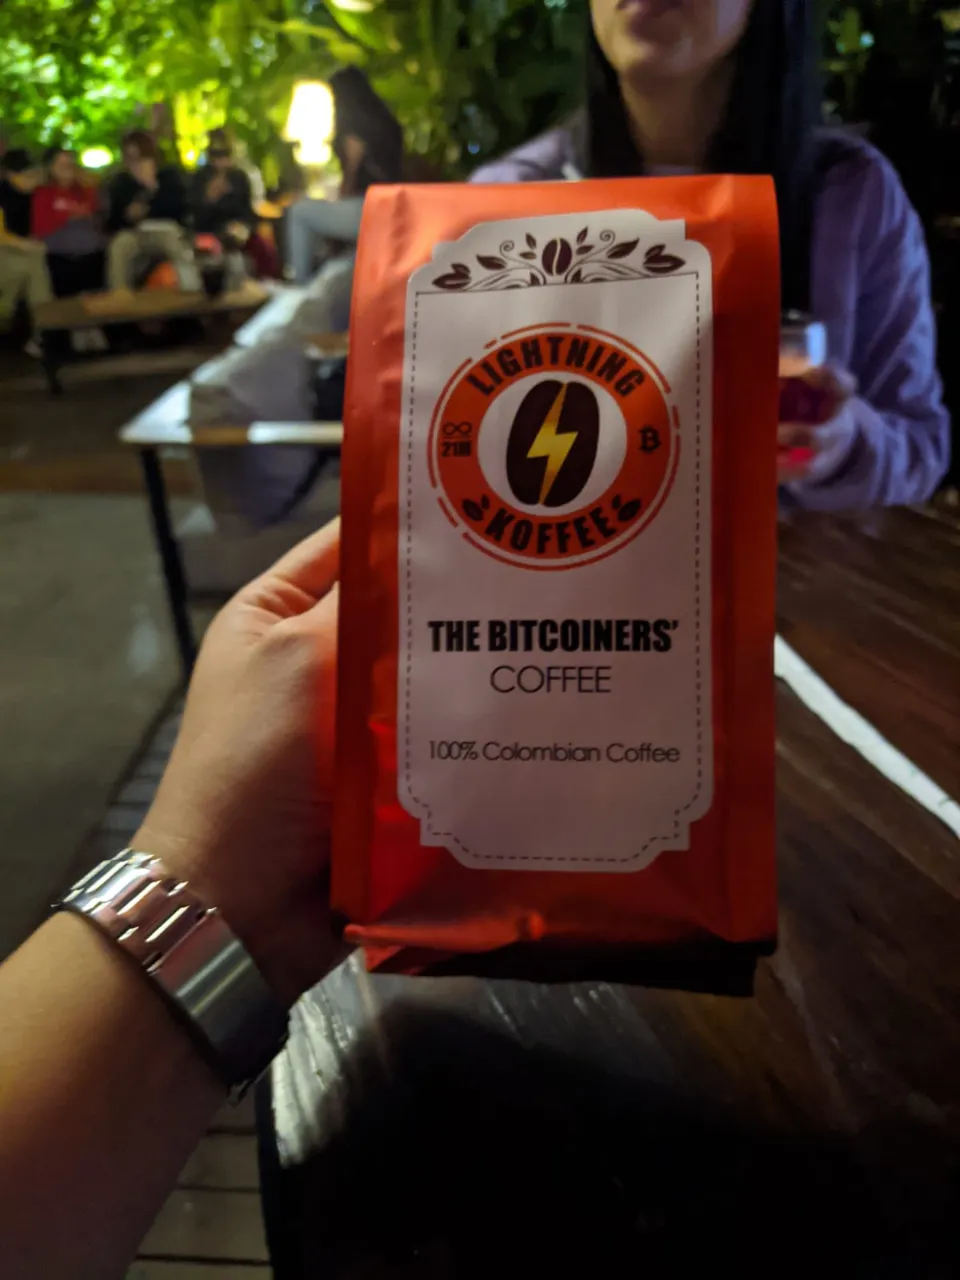 LIGHTNING
∞
21M
₿
KOFFEE
THE BITCOINERS'
COFFEE
100% Colombian Coffee